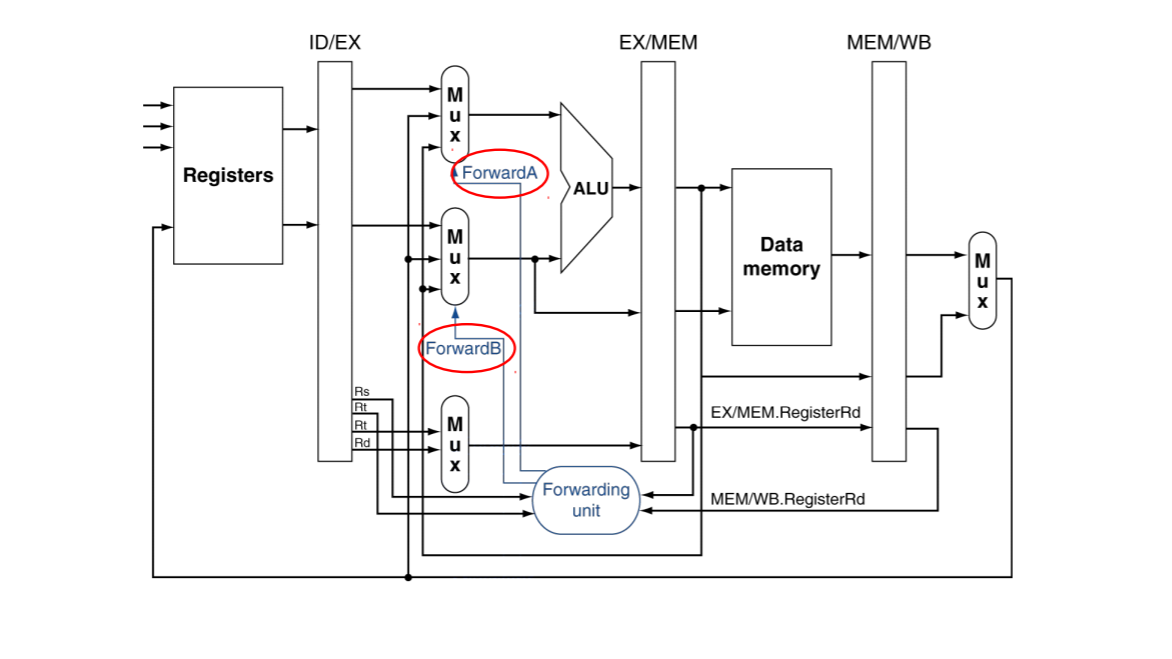 ID/EX
EX/MEM
MEM/WB
Registers
M
u
x
ForwardA
ALU
M
u
x
ForwardB
Data
memory
M
u
x
Rs
Rt
Rt
Rd
M
u
x
EX/MEM.RegisterRd
Forwarding
unit
MEM/WB.RegisterRd